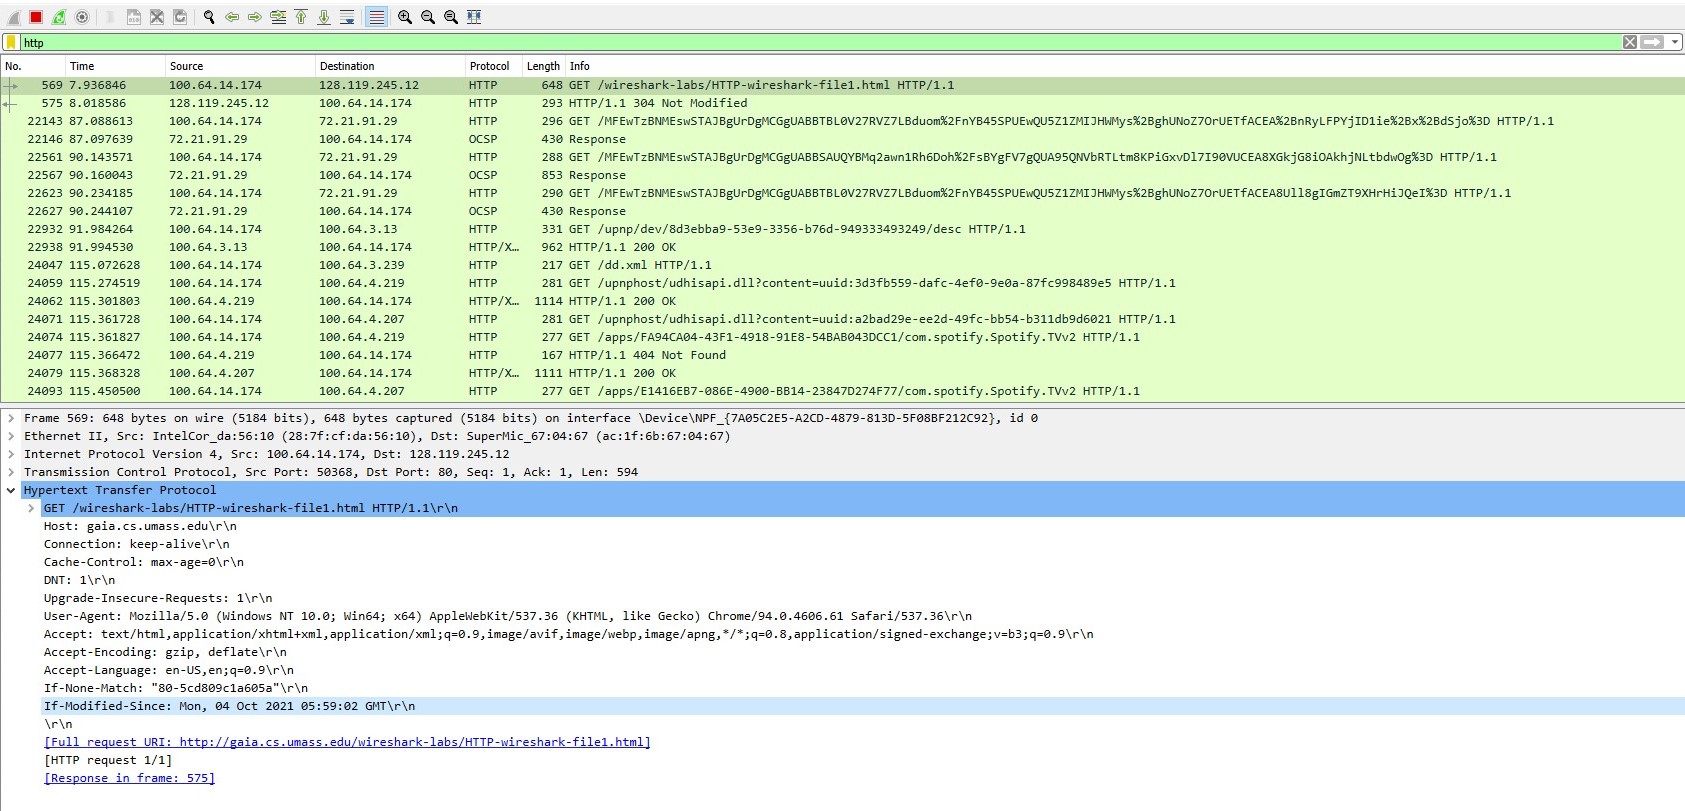 http
No. Time Source Destination Protocol Length Info
569 7.936846 100.64.14.174 128.119.245.12 HTTP 648 GET /wireshark-labs/HTTP-wireshark-file1.html HTTP/1.1
575 8.018586 128.119.245.12 100.64.14.174 HTTP 293 HTTP/1.1 304 Not Modified
22143 87.088613 100.64.14.174 72.21.91.29 HTTP 296 GET /MFEwTzBNMEswSTAJBgUrDgMCGgUABBTBL0V27RVZ7LBduom%2FnYB45SPUEwQU5Z1ZMIJHWMys%2BghUNoZ7OrUETfACEA%2BnRyLFPYjID1ie%2Bx%2BdSjo%3D HTTP/1.1
22146 87.097639 72.21.91.29 100.64.14.174 OCSP 430 Response
22561 90.143571 100.64.14.174 72.21.91.29 HTTP 288 GET /MFEwTzBNMEswSTAJBgUrDgMCGgUABBSAUQYBMq2awn1Rh6Doh%2FsBYgFV7gQUA95QNVbRTLtm8KPiGxvDl7I90VUCEA8XGkjG8iOAkhjNLtbdwOg%3D HTTP/1.1
22567 90.160043 72.21.91.29 100.64.14.174 OCSP 853 Response
22623 90.234185 100.64.14.174 72.21.91.29 HTTP 290 GET /MFEwTzBNMEswSTAJBgUrDgMCGgUABBTBL0V27RVZ7LBduom%2FnYB45SPUEwQU5Z1ZMIJHWMys%2BghUNoZ7OrUETfACEA8Ull8gIGmZT9XHrHiJQeI%3D HTTP/1.1
22627 90.244107 72.21.91.29 100.64.14.174 OCSP 430 Response
22932 91.984264 100.64.14.174 100.64.3.13 HTTP 331 GET /upnp/dev/8d3ebba9-53e9-3356-b76d-949333493249/desc HTTP/1.1
22938 91.994530 100.64.3.13 100.64.14.174 HTTP/X… 962 HTTP/1.1 200 OK
24047 115.072628 100.64.14.174 100.64.3.239 HTTP 217 GET /dd.xml HTTP/1.1
24059 115.274519 100.64.14.174 100.64.4.219 HTTP 281 GET /upnphost/udhisapi.dll?content=uuid:3d3fb559-dafc-4ef0-9e0a-87fc998489e5 HTTP/1.1
24062 115.301803 100.64.4.219 100.64.14.174 HTTP/X… 1114 HTTP/1.1 200 OK
24071 115.361728 100.64.14.174 100.64.4.207 HTTP 281 GET /upnphost/udhisapi.dll?content=uuid:a2bad29e-ee2d-49fc-bb54-b311db9d6021 HTTP/1.1
24074 115.361827 100.64.14.174 100.64.4.219 HTTP 277 GET /apps/FA94CA04-43F1-4918-91E8-54BAB043DCC1/com.spotify.Spotify.TVv2 HTTP/1.1
24077 115.366472 100.64.4.219 100.64.14.174 HTTP 167 HTTP/1.1 404 Not Found
24079 115.368328 100.64.4.207 100.64.14.174 HTTP/X… 1111 HTTP/1.1 200 OK
24093 115.450500 100.64.14.174 100.64.4.207 HTTP 277 GET /apps/E1416EB7-086E-4900-BB14-23847D274F77/com.spotify.Spotify.TVv2 HTTP/1.1
Frame 569: 648 bytes on wire (5184 bits), 648 bytes captured (5184 bits) on interface \Device\NPF_{7A05C2E5-A2CD-4879-813D-5F08BF212C92}, id 0
Ethernet II, Src: IntelCor_da:56:10 (28:7f:cf:da:56:10), Dst: SuperMic_67:04:67 (ac:1f:6b:67:04:67)
Internet Protocol Version 4, Src: 100.64.14.174, Dst: 128.119.245.12
Transmission Control Protocol, Src Port: 50368, Dst Port: 80, Seq: 1, Ack: 1, Len: 594
Hypertext Transfer Protocol
GET /wireshark-labs/HTTP-wireshark-file1.html HTTP/1.1\r\n
Host: gaia.cs.umass.edu\r\n
Connection: keep-alive\r\n
Cache-Control: max-age=0\r\n
DNT: 1\r\n
Upgrade-Insecure-Requests: 1\r\n
User-Agent: Mozilla/5.0 (Windows NT 10.0; Win64; x64) AppleWebKit/537.36 (KHTML, like Gecko) Chrome/94.0.4606.61 Safari/537.36\r\n
Accept: text/html,application/xhtml+xml,application/xml;q=0.9,image/avif,image/webp,image/apng,*/*;q=0.8,application/signed-exchange;v=b3;q=0.9\r\n
Accept-Encoding: gzip, deflate\r\n
Accept-Language: en-US,en;q=0.9\r\n
If-None-Match: "80-5cd809c1a605a"\r\n
If-Modified-Since: Mon, 04 Oct 2021 05:59:02 GMT\r\n
\r\n
[Full request URI: http://gaia.cs.umass.edu/wireshark-labs/HTTP-wireshark-file1.html]
[HTTP request 1/1]
[Response in frame: 575]